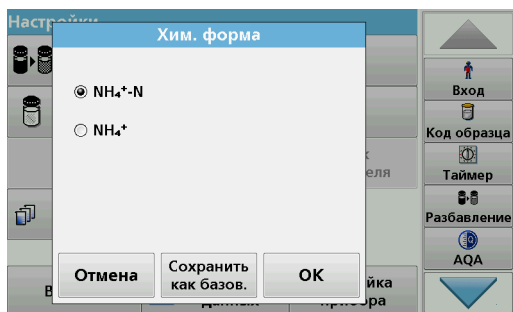 Настройки
Хим. форма
NH₄⁺-N
NH₄⁺
Отмена
Сохранить
как базов.
OK
Вход
Код образца
Таймер
Разбавление
AQA